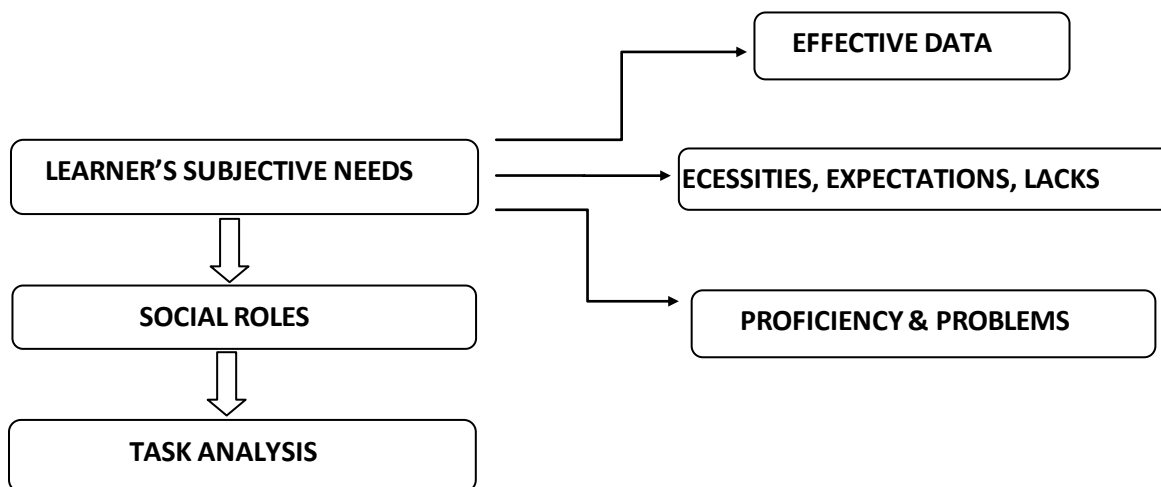 EFFECTIVE DATA
LEARNER’S SUBJECTIVE NEEDS
ECESSITIES, EXPECTATIONS, LACKS
SOCIAL ROLES
PROFICIENCY & PROBLEMS
TASK ANALYSIS